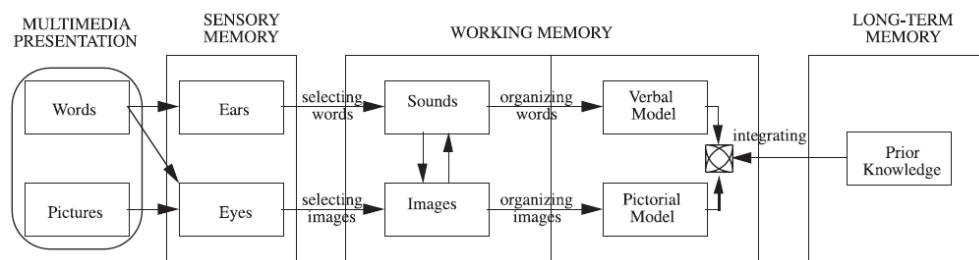 MULTIMEDIA
PRESENTATION
SENSORY
MEMORY
WORKING MEMORY
LONG-TERM
MEMORY
Words
Ears
selecting
words
Sounds
organizing
words
Verbal
Model
integrating
Prior
Knowledge
Pictures
Eyes
selecting
images
Images
organizing
images
Pictorial
Model